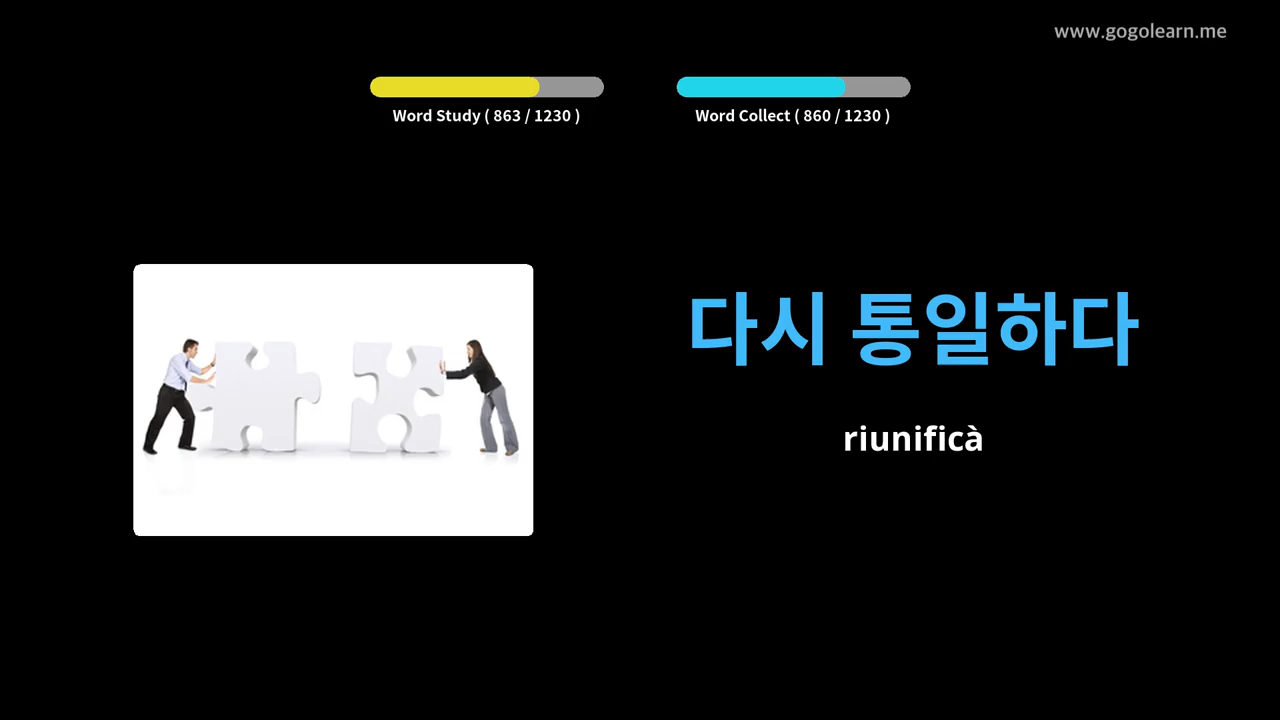 www.gogolearn.me
Word Study ( 863 / 1230 )
Word Collect ( 860 / 1230 )
다시 통일하다
riunificà